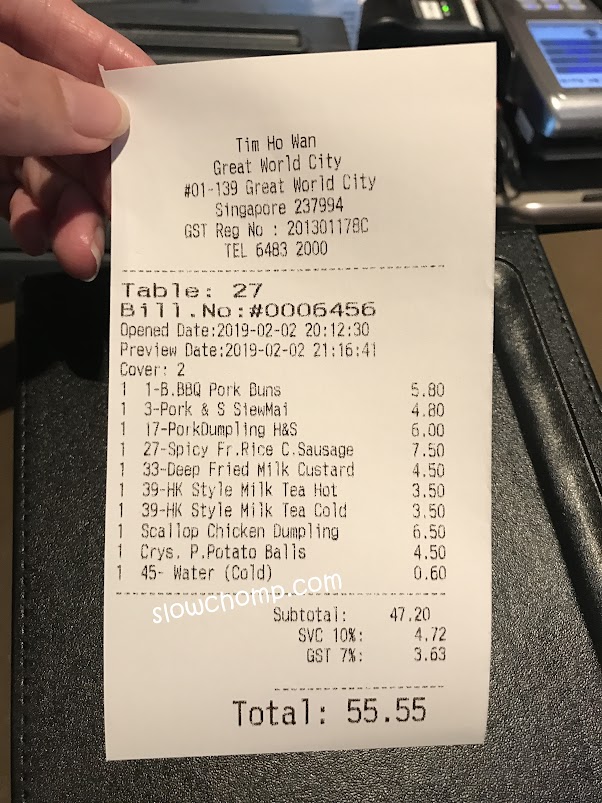 Tim Ho Wan
Great World City
#01-139 Great World City
Singapore 237994
GST Reg No : 201301178C
TEL 6483 2000
Table: 27
Bill.No:#0006456
Opened Date:2019-02-02 20:12:30
Preview Date:2019-02-02 21:16:41
Cover: 2
1 1-B.BBQ Pork Buns 5.80
1 3-Pork & S SiewMai 4.80
1 17-PorkDumpling H&S 6.00
1 27-Spicy Fr.Rice C.Sausage 7.50
1 33-Deep Fried Milk Custard 4.50
1 39-HK Style Milk Tea Hot 3.50
1 39-HK Style Milk Tea Cold 3.50
1 Scallop Chicken Dumpling 6.50
1 Crys. P.Potato Balls 4.50
1 45- Water (Cold) 0.60
slowchomp.com
Subtotal: 47.20
SVC 10%: 4.72
GST 7%: 3.63
Total: 55.55